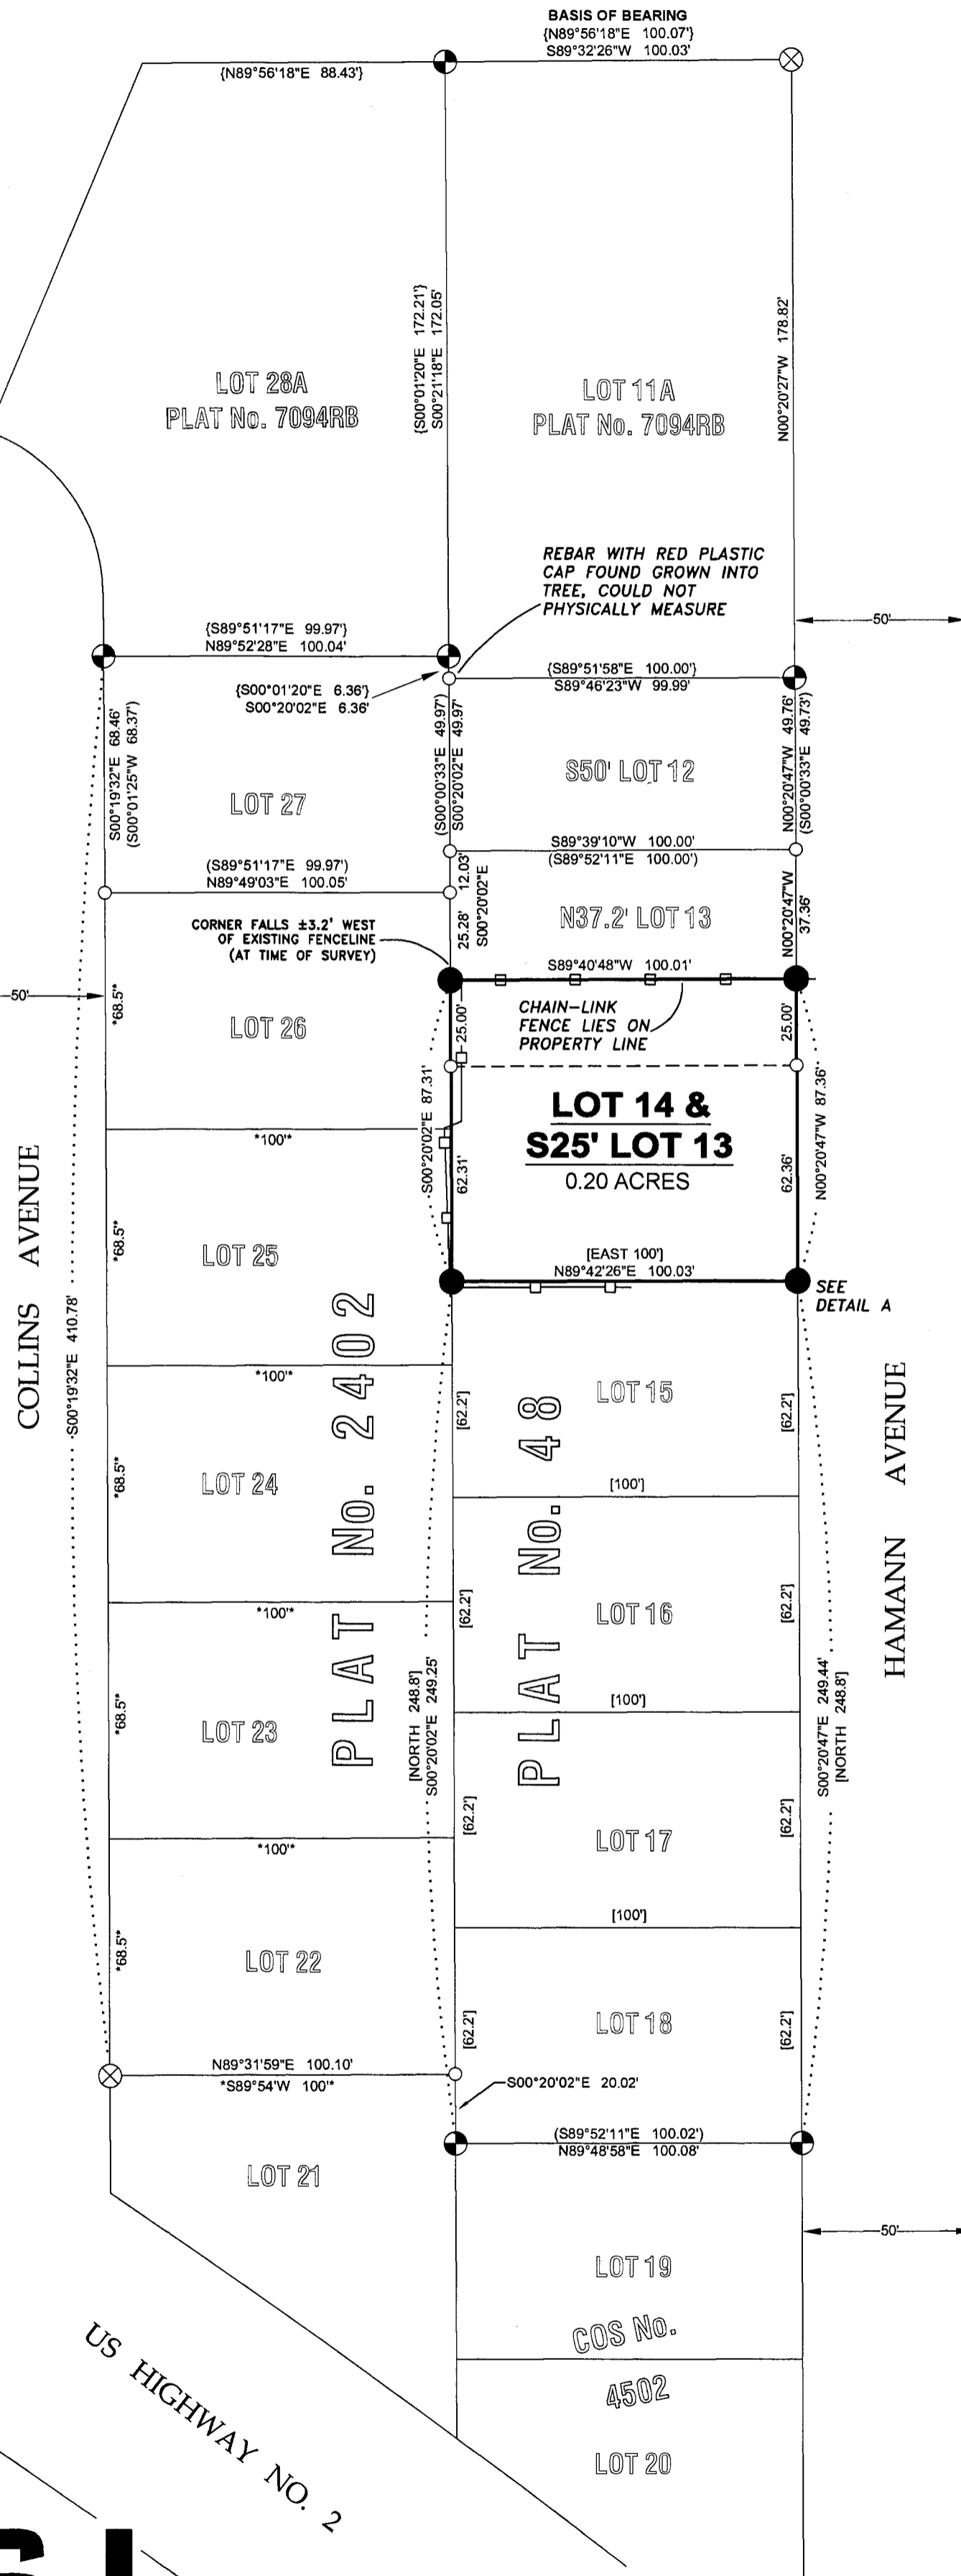 BASIS OF BEARING
{N89°56'18"E 100.07'}
S89°32'26"W 100.03'
{N89°56'18"E 88.43'}
{S00°01'20"E 172.21'}
S00°21'18"E 172.05'
N00°20'27"W 178.82'
LOT 28A
PLAT No. 7094RB
LOT 11A
PLAT No. 7094RB
REBAR WITH RED PLASTIC
CAP FOUND GROWN INTO
TREE, COULD NOT
PHYSICALLY MEASURE
50'
{S89°51'17"E 99.97'}
N89°52'28"E 100.04'
{S89°51'58"E 100.00'}
S89°46'23"W 99.99'
{S00°01'20"E 6.36'}
S00°20'02"E 6.36'
S00°19'32"E 68.46'
(S00°01'25"W 68.37')
(S00°00'33"E 49.97')
S00°20'02"E 49.97'
N00°20'47"W 49.76'
(S00°00'33"E 49.73')
S50' LOT 12
LOT 27
S89°39'10"W 100.00'
(S89°52'11"E 100.00')
(S89°51'17"E 99.97')
N89°49'03"E 100.05'
12.03'
25.28'
S00°20'02"E
N37.2' LOT 13
N00°20'47"W
37.36'
CORNER FALLS ±3.2' WEST
OF EXISTING FENCELINE
(AT TIME OF SURVEY)
S89°40'48"W 100.01'
50'
*68.5'*
LOT 26
25.00'
CHAIN-LINK
FENCE LIES ON
PROPERTY LINE
25.00'
S00°20'02"E 87.31'
62.31'
LOT 14 &
S25' LOT 13
0.20 ACRES
62.36'
N00°20'47"W 87.36'
*100'*
[EAST 100']
N89°42'26"E 100.03'
SEE
DETAIL A
COLLINS AVENUE
S00°19'32"E 410.78'
*68.5'*
LOT 25
*100'*
PLAT No. 2402
[62.2']
LOT 15
[62.2']
[100']
PLAT No. 48
HAMANN AVENUE
*68.5'*
LOT 24
*100'*
[62.2']
LOT 16
[62.2']
[100']
*68.5'*
LOT 23
*100'*
[NORTH 248.8']
S00°20'02"E 249.25'
S00°20'47"E 249.44'
[NORTH 248.8']
[62.2']
LOT 17
[62.2']
[100']
*68.5'*
LOT 22
[62.2']
LOT 18
[62.2']
N89°31'59"E 100.10'
*S89°54'W 100'*
S00°20'02"E 20.02'
(S89°52'11"E 100.02')
N89°48'58"E 100.08'
LOT 21
50'
LOT 19
COS No.
4502
LOT 20
US HIGHWAY NO. 2